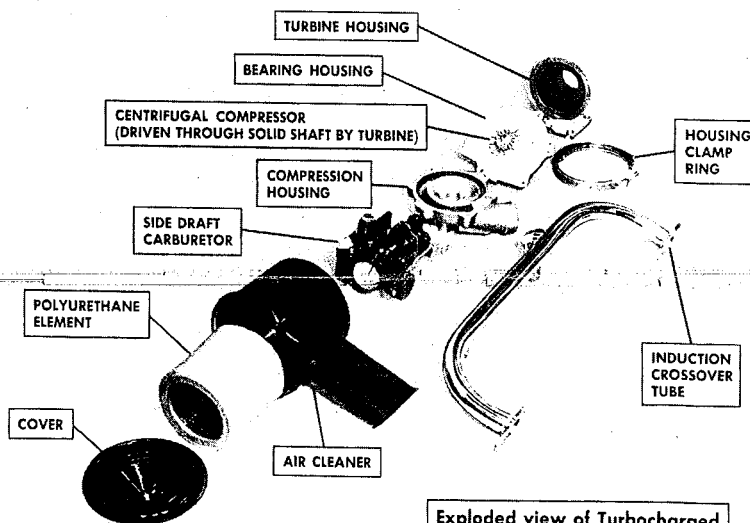 TURBINE HOUSING
BEARING HOUSING
CENTRIFUGAL COMPRESSOR
(DRIVEN THROUGH SOLID SHAFT BY TURBINE)
HOUSING
CLAMP
RING
COMPRESSION
HOUSING
SIDE DRAFT
CARBURETOR
POLYURETHANE
ELEMENT
INDUCTION
CROSSOVER
TUBE
COVER
AIR CLEANER
Exploded view of Turbocharged